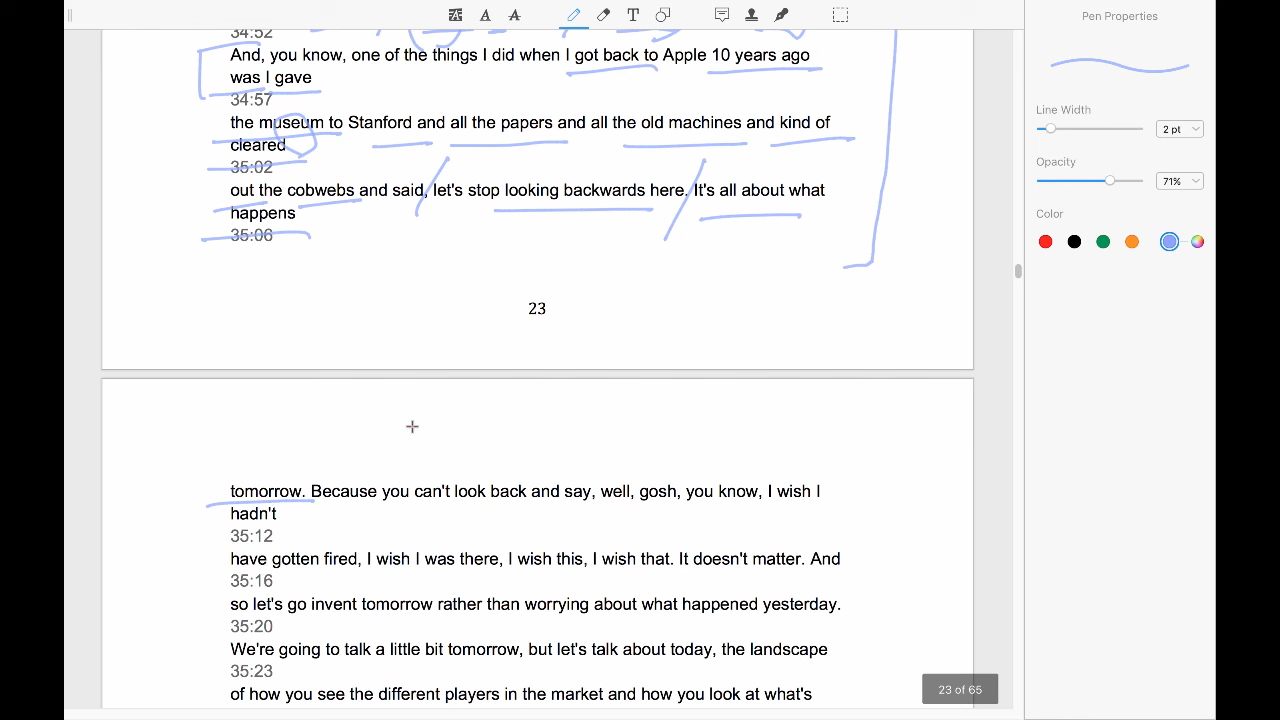 34:52
Pen Properties
And, you know, one of the things I did when I got back to Apple 10 years ago
was I gave
34:57
the museum to Stanford and all the papers and all the old machines and kind of
cleared
35:02
out the cobwebs and said, let's stop looking backwards here. It's all about what
happens
35:06
23
tomorrow. Because you can't look back and say, well, gosh, you know, I wish I
hadn't
35:12
have gotten fired, I wish I was there, I wish this, I wish that. It doesn't matter. And
35:16
so let's go invent tomorrow rather than worrying about what happened yesterday.
35:20
We're going to talk a little bit tomorrow, but let's talk about today, the landscape
35:23
of how you see the different players in the market and how you look at what's
23 of 65
Line Width
2 pt
Opacity
71%
Color